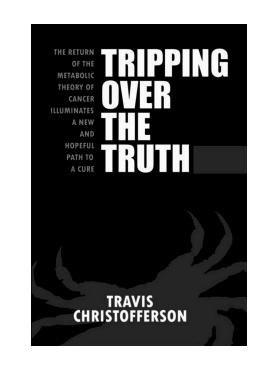 THE RETURN
OF THE
METABOLIC
THEORY OF
CANCER
ILLUMINATES
A NEW
AND
HOPEFUL
PATH TO
A CURE
TRIPPING
OVER
THE
TRUTH
TRAVIS
CHRISTOFFERSON